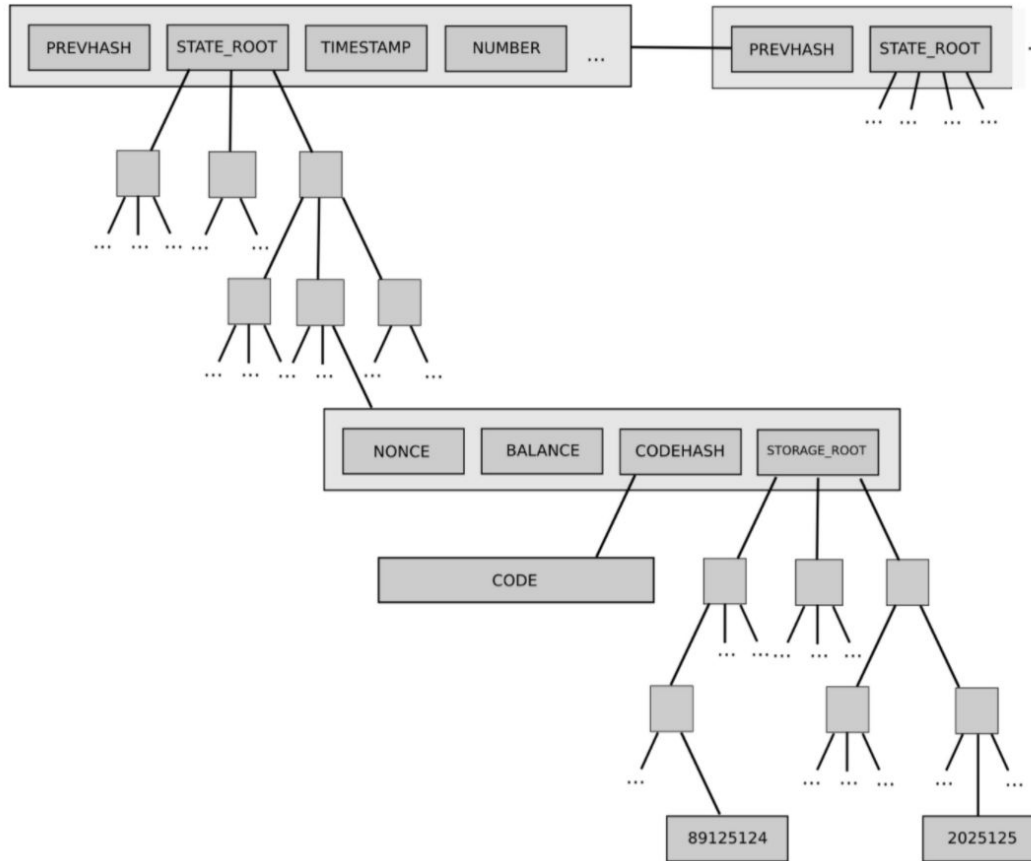 PREVHASH STATE_ROOT TIMESTAMP NUMBER ... PREVHASH STATE_ROOT
... ... ... ...
... ... ... ... ...
... ... ... ... ... ... ...
NONCE BALANCE CODEHASH STORAGE_ROOT
CODE
... ... ... ... ... ...
... ... ... ... ... ...
89125124 2025125